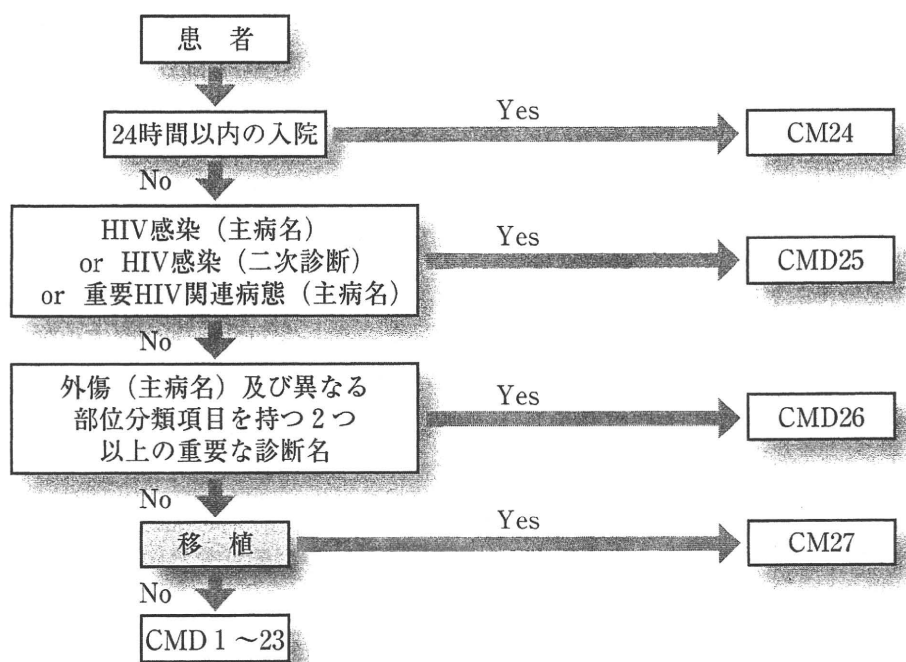 患 者
24時間以内の入院
Yes
CM24
No
HIV感染（主病名）
or HIV感染（二次診断）
or 重要HIV関連病態（主病名）
Yes
CMD25
No
外傷（主病名）及び異なる
部位分類項目を持つ2つ
以上の重要な診断名
Yes
CMD26
No
移 植
Yes
CM27
No
CMD 1 〜23